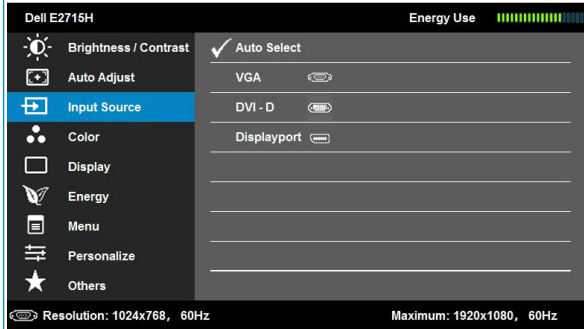 Dell E2715H Energy Use
Brightness / Contrast Auto Select
Auto Adjust VGA
Input Source DVI - D
Color Displayport
Display
Energy
Menu
Personalize
Others
Resolution: 1024x768, 60Hz Maximum: 1920x1080, 60Hz